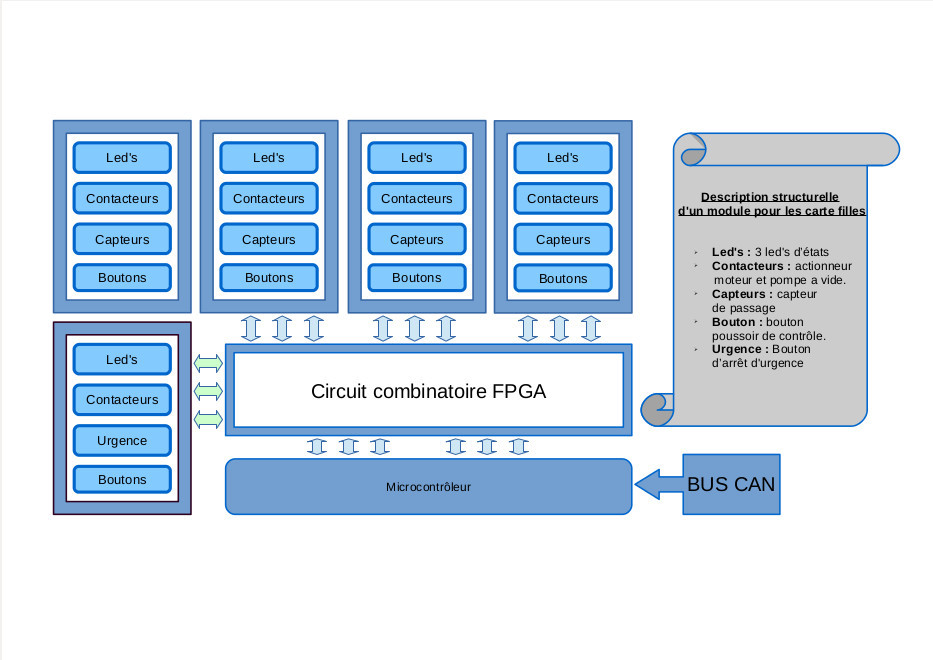 Led's
Contacteurs
Capteurs
Boutons
Led's
Contacteurs
Capteurs
Boutons
Led's
Contacteurs
Capteurs
Boutons
Led's
Contacteurs
Capteurs
Boutons
Led's
Contacteurs
Urgence
Boutons
Circuit combinatoire FPGA
Microcontrôleur
BUS CAN
Description structurelle
d'un module pour les carte filles
Led's : 3 led's d'états
Contacteurs : actionneur
moteur et pompe a vide.
Capteurs : capteur
de passage
Bouton : bouton
poussoir de contrôle.
Urgence : Bouton
d'arrêt d'urgence